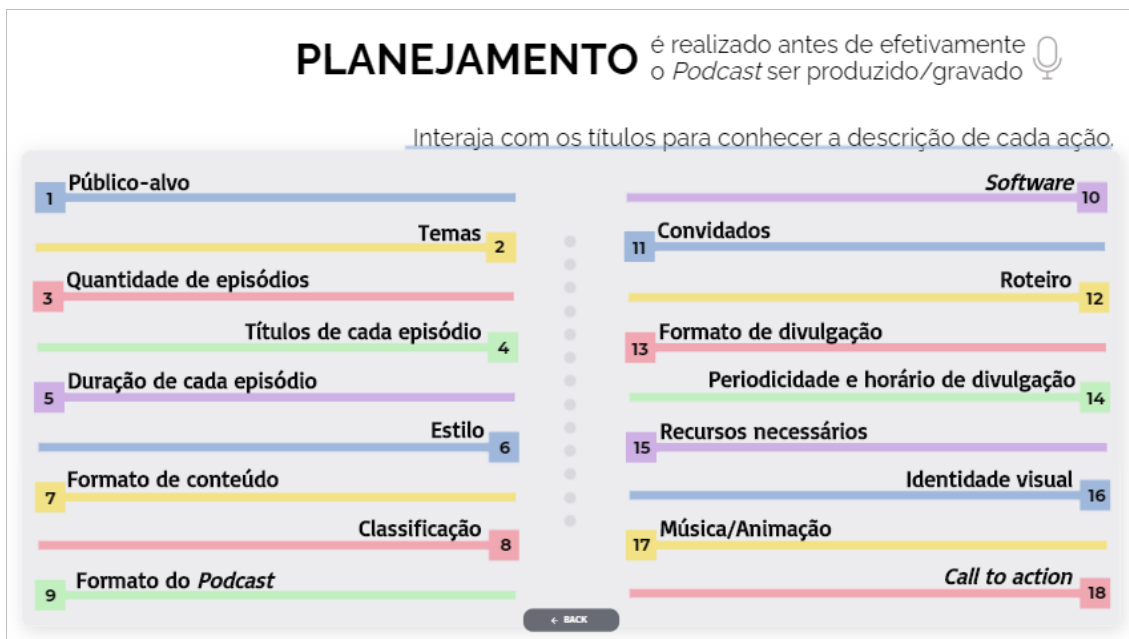 PLANEJAMENTO
é realizado antes de efetivamente
o Podcast ser produzido/gravado
Interaja com os títulos para conhecer a descrição de cada ação.
1 Público-alvo
Temas 2
3 Quantidade de episódios
Títulos de cada episódio 4
5 Duração de cada episódio
Estilo 6
7 Formato de conteúdo
Classificação 8
9 Formato do Podcast
Software 10
11 Convidados
Roteiro 12
13 Formato de divulgação
Periodicidade e horário de divulgação 14
15 Recursos necessários
Identidade visual 16
17 Música/Animação
Call to action 18
← BACK